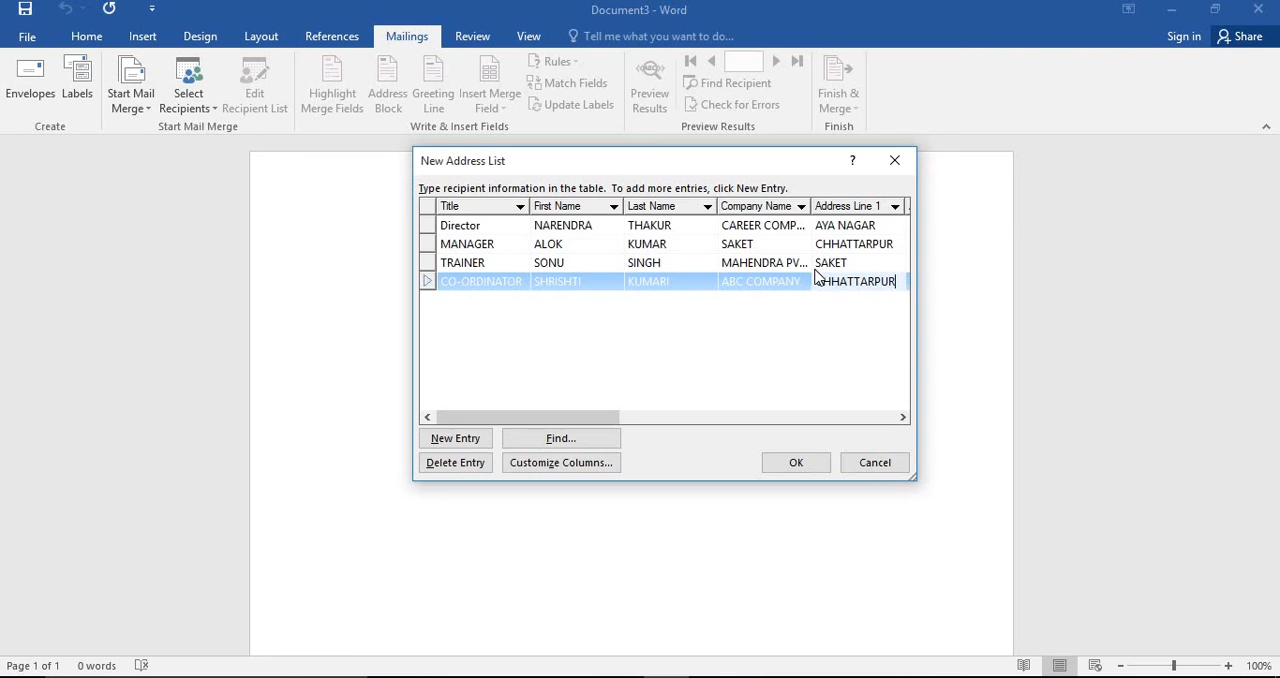 Document3 - Word
File Home Insert Design Layout References Mailings Review View Tell me what you want to do... Sign in Share
Envelopes Labels Start Mail Merge Select Recipients Edit Recipient List Highlight Merge Fields Address Block Greeting Line Insert Merge Field Rules Match Fields Update Labels Preview Results Find Recipient Check for Errors Finish & Merge
Create Start Mail Merge Write & Insert Fields Preview Results Finish
New Address List ?
Type recipient information in the table. To add more entries, click New Entry.
Title First Name Last Name Company Name Address Line 1
Director NARENDRA THAKUR CAREER COMP... AYA NAGAR
MANAGER ALOK KUMAR SAKET CHHATTARPUR
TRAINER SONU SINGH MAHENDRA PV... SAKET
CO-ORDINATOR SHRISHTI KUMARI ABC COMPANY CHHATTARPUR
New Entry Find...
Delete Entry Customize Columns... OK Cancel
Page 1 of 1 0 words 100%